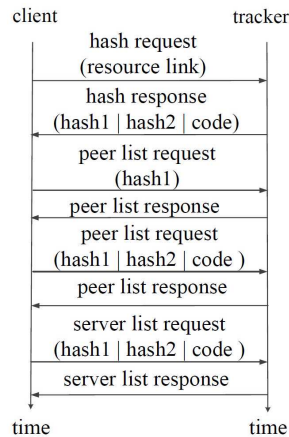 client tracker
hash request
(resource link)
hash response
(hash1 | hash2 | code)
peer list request
(hash1)
peer list response
peer list request
(hash1 | hash2 | code )
peer list response
server list request
(hash1 | hash2 | code )
server list response
time time